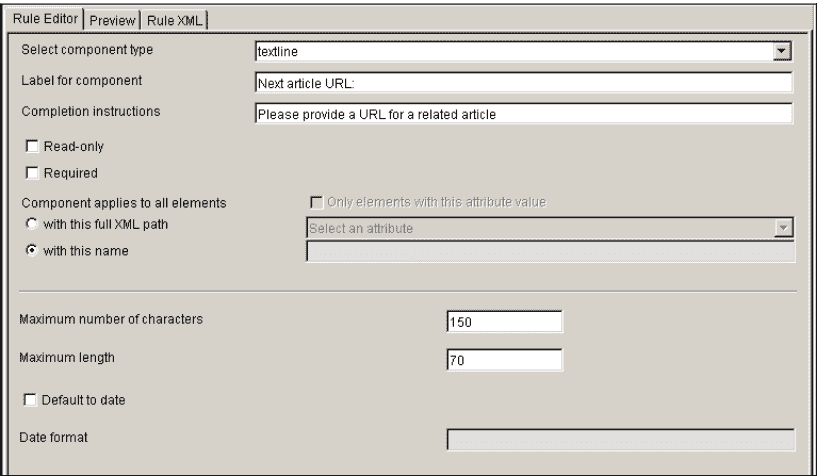 Rule Editor Preview Rule XML
Select component type textline
Label for component Next article URL:
Completion instructions Please provide a URL for a related article
Read-only
Required
Component applies to all elements Only elements with this attribute value
with this full XML path Select an attribute
with this name
Maximum number of characters 150
Maximum length 70
Default to date
Date format